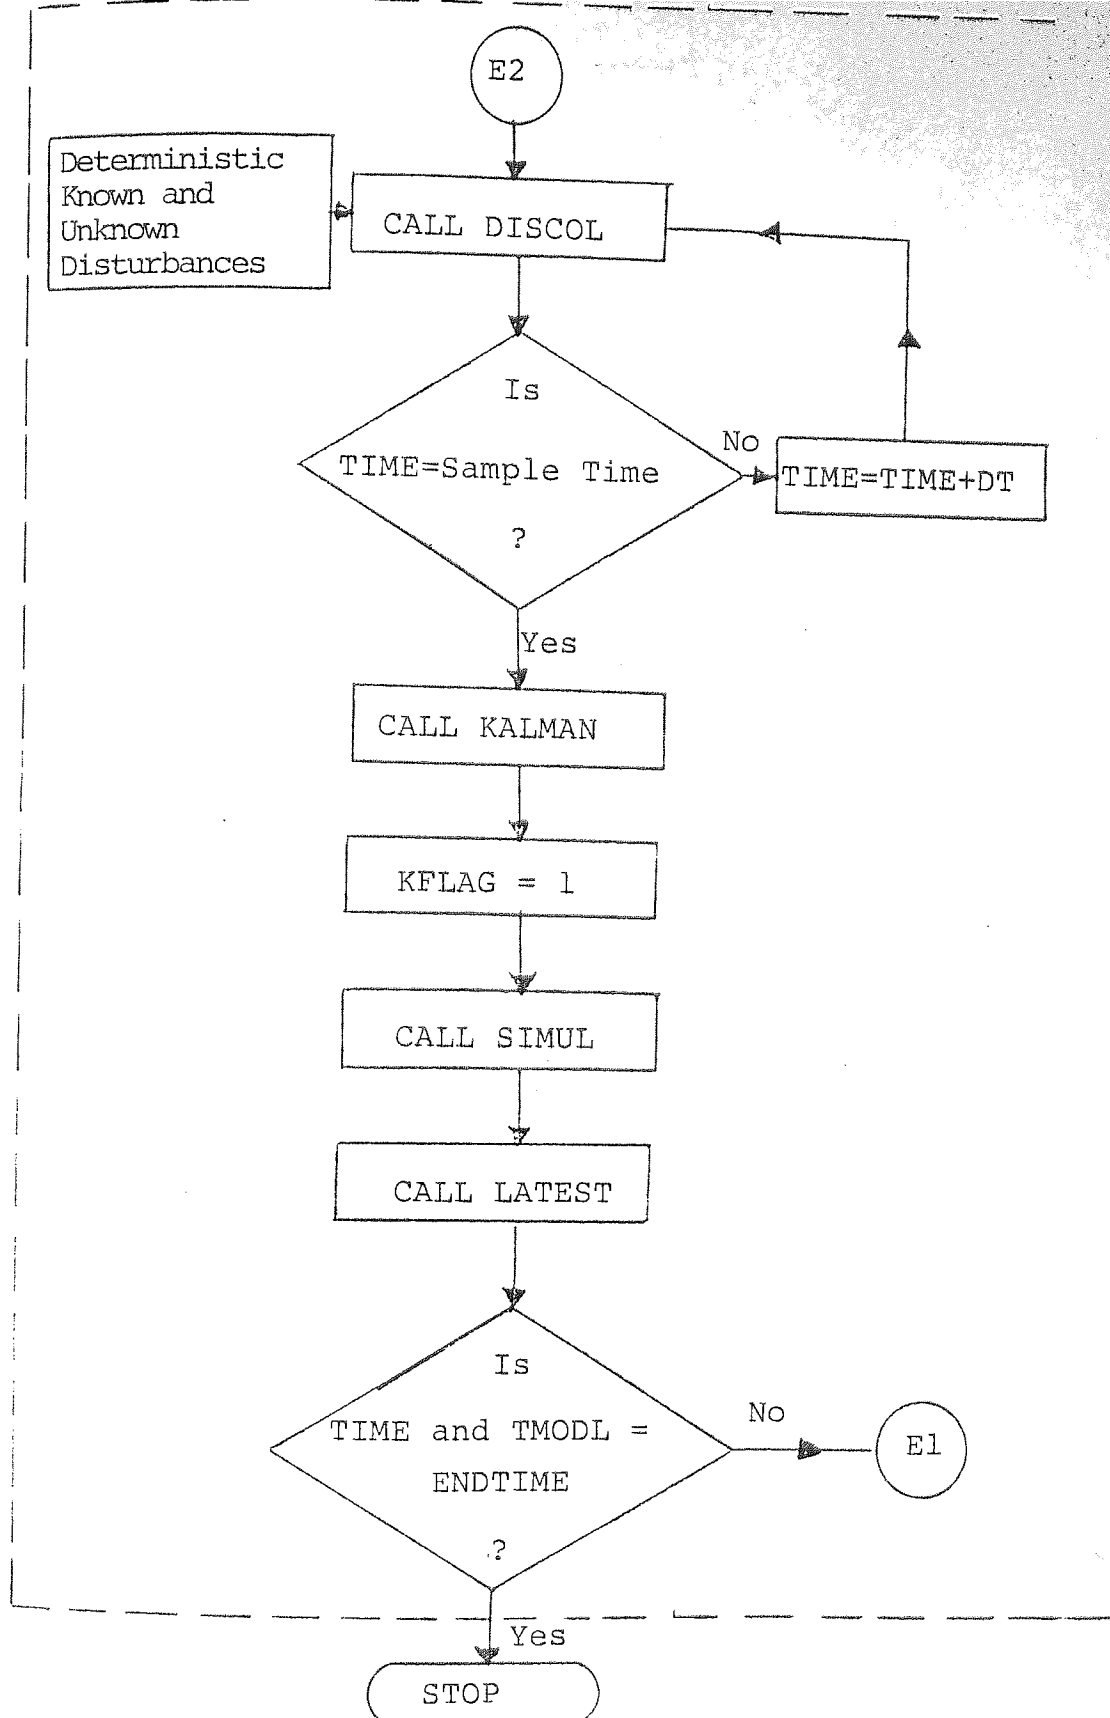 E2
Deterministic
Known and
Unknown
Disturbances
CALL DISCOL
Is
TIME=Sample Time
?
No
TIME=TIME+DT
Yes
CALL KALMAN
KFLAG = 1
CALL SIMUL
CALL LATEST
Is
TIME and TMODL =
ENDTIME
?
No
E1
Yes
STOP